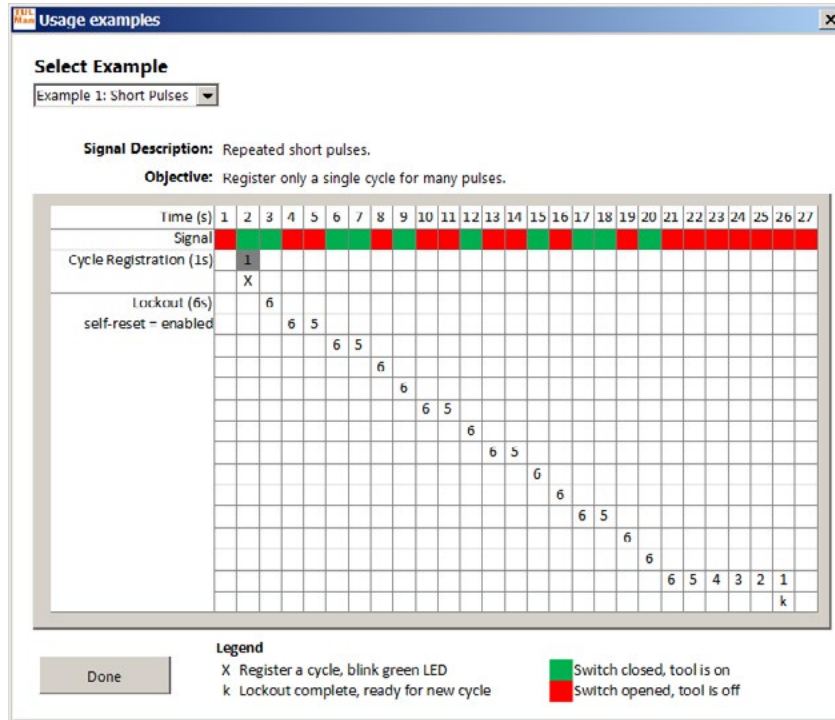 TUL
Man Usage examples X
Select Example
Example 1: Short Pulses
Signal Description: Repeated short pulses.
Objective: Register only a single cycle for many pulses.
Time (s) 1 2 3 4 5 6 7 8 9 10 11 12 13 14 15 16 17 18 19 20 21 22 23 24 25 26 27
Signal
Cycle Registration (1s) 1
X
Lockout (6s) 6
self-reset = enabled 6 5
6 5
6
6
6 5
6
6 5
6
6
6 5
6
6
6 5 4 3 2 1
k
Legend
X Register a cycle, blink green LED
k Lockout complete, ready for new cycle
Switch closed, tool is on
Switch opened, tool is off
Done